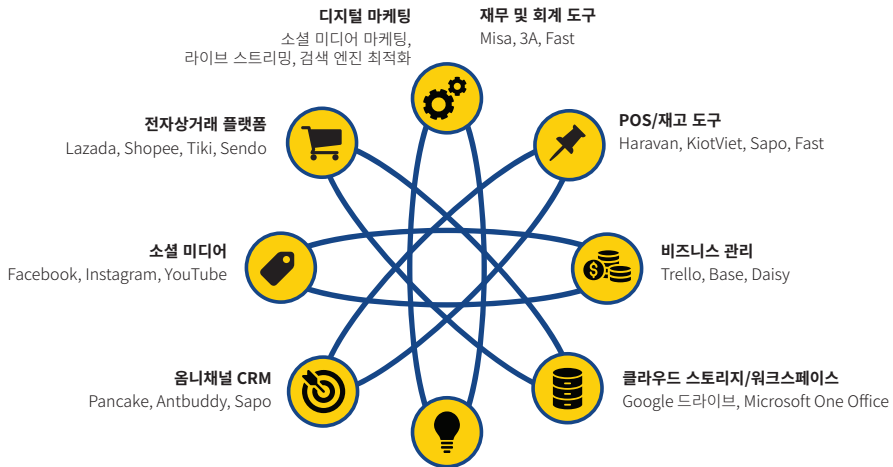 디지털 마케팅
소셜 미디어 마케팅,
라이브 스트리밍, 검색 엔진 최적화
재무 및 회계 도구
Misa, 3A, Fast
전자상거래 플랫폼
Lazada, Shopee, Tiki, Sendo
POS/재고 도구
Haravan, KiotViet, Sapo, Fast
소셜 미디어
Facebook, Instagram, YouTube
비즈니스 관리
Trello, Base, Daisy
옴니채널 CRM
Pancake, Antbuddy, Sapo
클라우드 스토리지/워크스페이스
Google 드라이브, Microsoft One Office
$